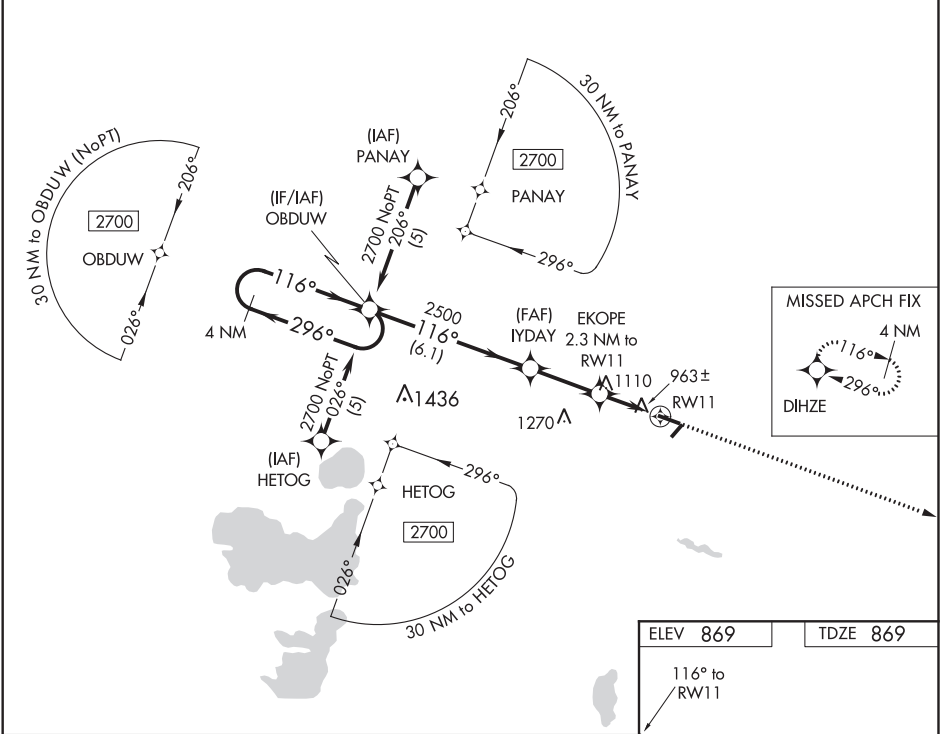 30 NM to OBDUW (NoPT)
206°
2700
OBDUW
026°
(IAF)
PANAY
2700 NoPT
206°
(5)
206°
30 NM to PANAY
2700
PANAY
296°
(IF/IAF)
OBDUW
116°
4 NM
296°
2500
116°
(6.1)
(FAF)
IYDAY
EKOPE
2.3 NM to
RW11
1110
963±
RW11
1436
1270
2700 NoPT
026°
(5)
(IAF)
HETOG
296°
HETOG
2700
026°
30 NM to HETOG
MISSED APCH FIX
4 NM
116°
296°
DIHZE
ELEV 869
TDZE 869
116° to
RW11